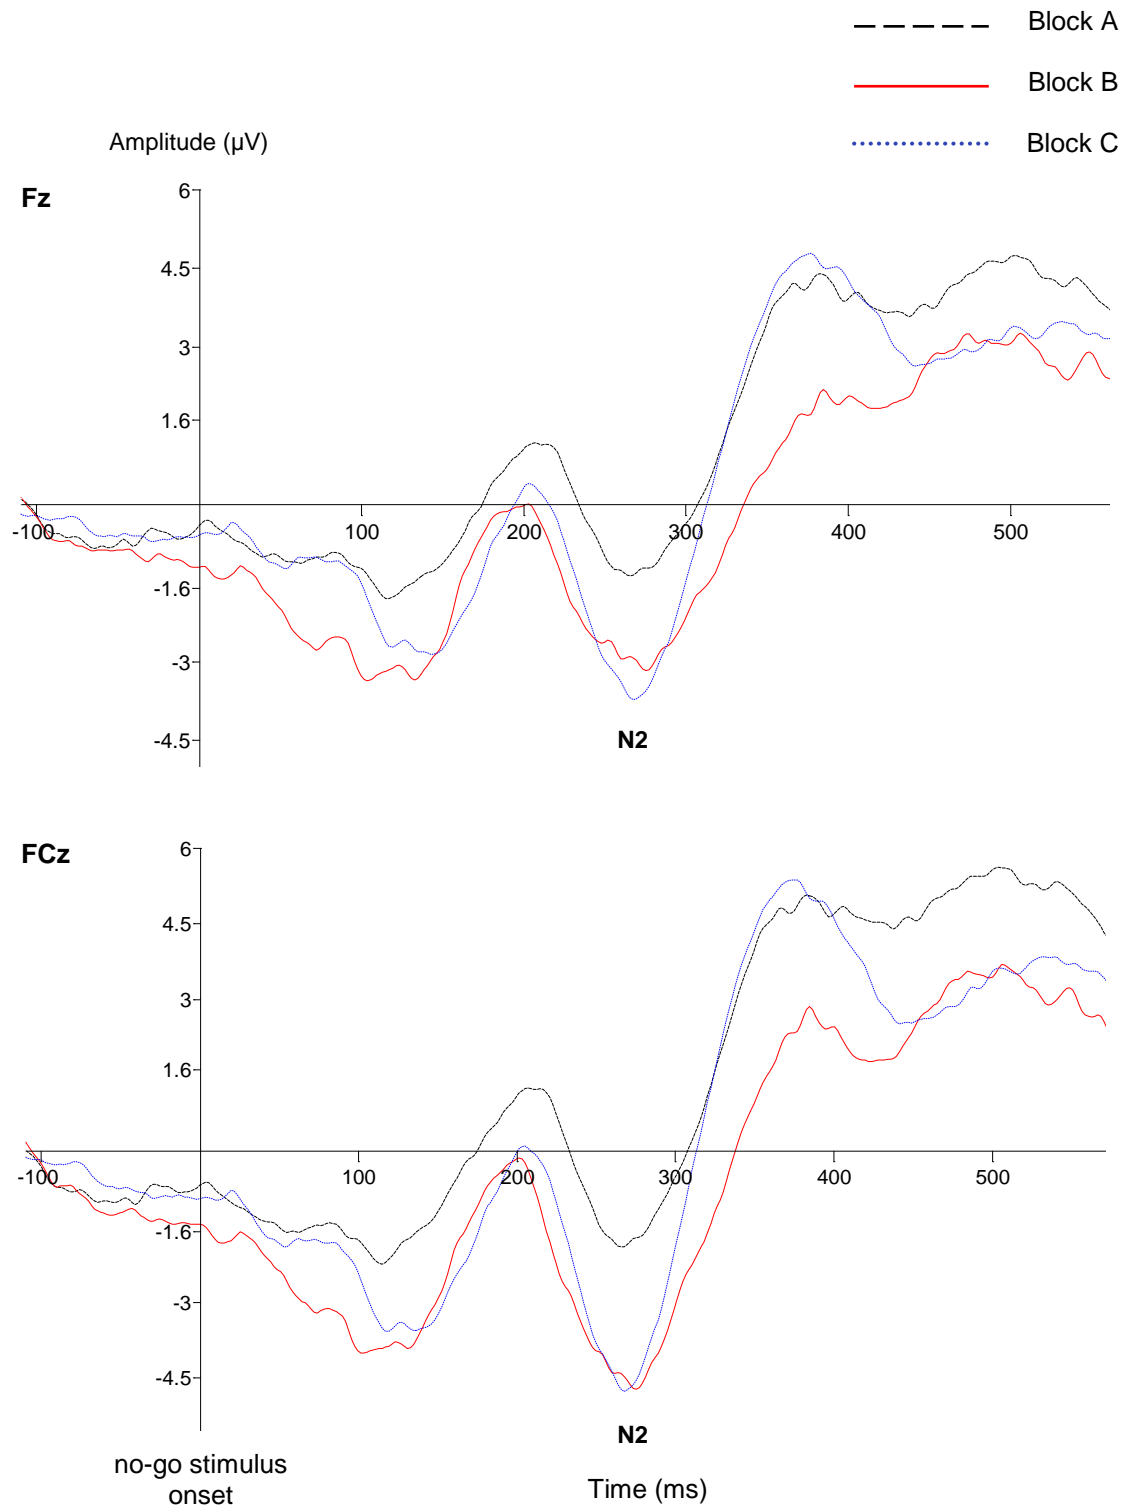 Block A
Block B
Block C
Amplitude (µV)
Fz
6
4.5
3
1.6
-100 100 200 300 400 500
-1.6
-3
-4.5
N2
FCz
6
4.5
3
1.6
-100 100 200 300 400 500
-1.6
-3
-4.5
N2
no-go stimulus
onset
Time (ms)